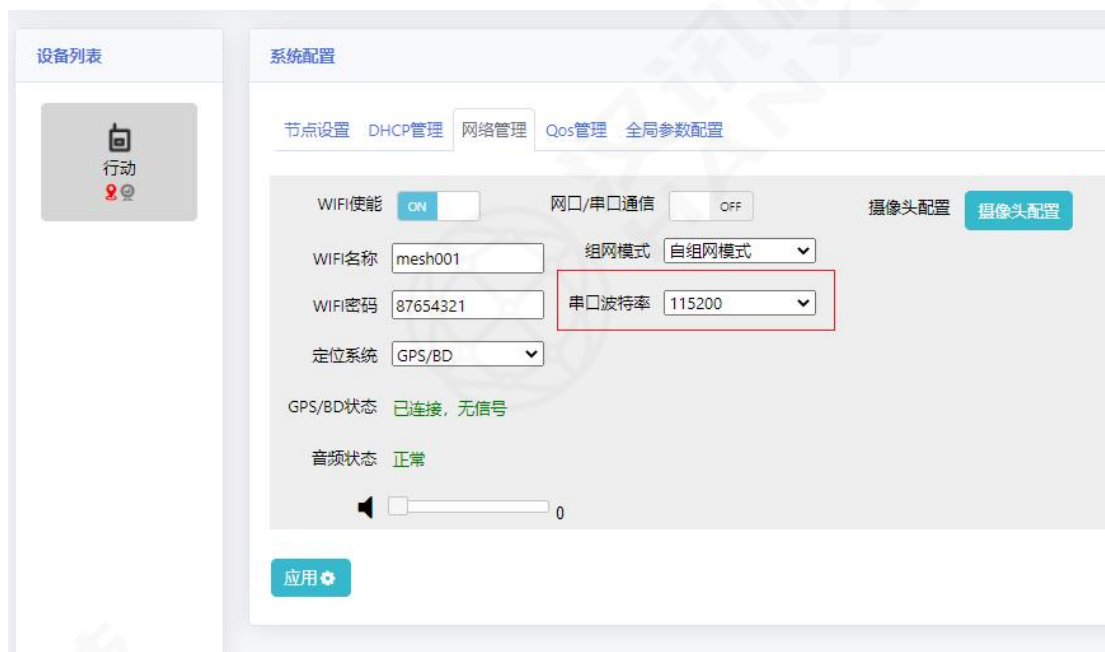 设备列表
系统配置
行动
节点设置 DHCP管理 网络管理 Qos管理 全局参数配置
WIFI使能 ON 网口/串口通信 OFF 摄像头配置 摄像头配置
WIFI名称 mesh001 组网模式 自组网模式
WIFI密码 87654321 串口波特率 115200
定位系统 GPS/BD
GPS/BD状态 已连接，无信号
音频状态 正常
0
应用